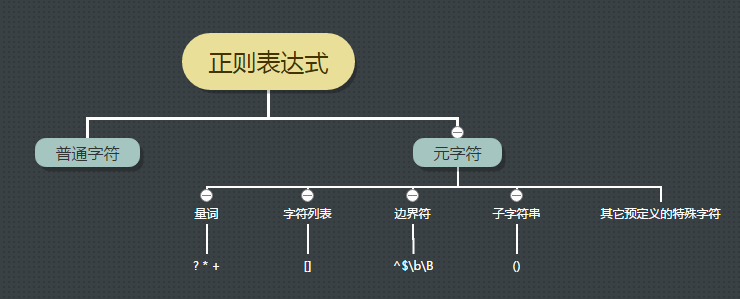 正则表达式
普通字符
元字符
量词
字符列表
边界符
子字符串
其它预定义的特殊字符
? * +
[]
^$\b\B
()